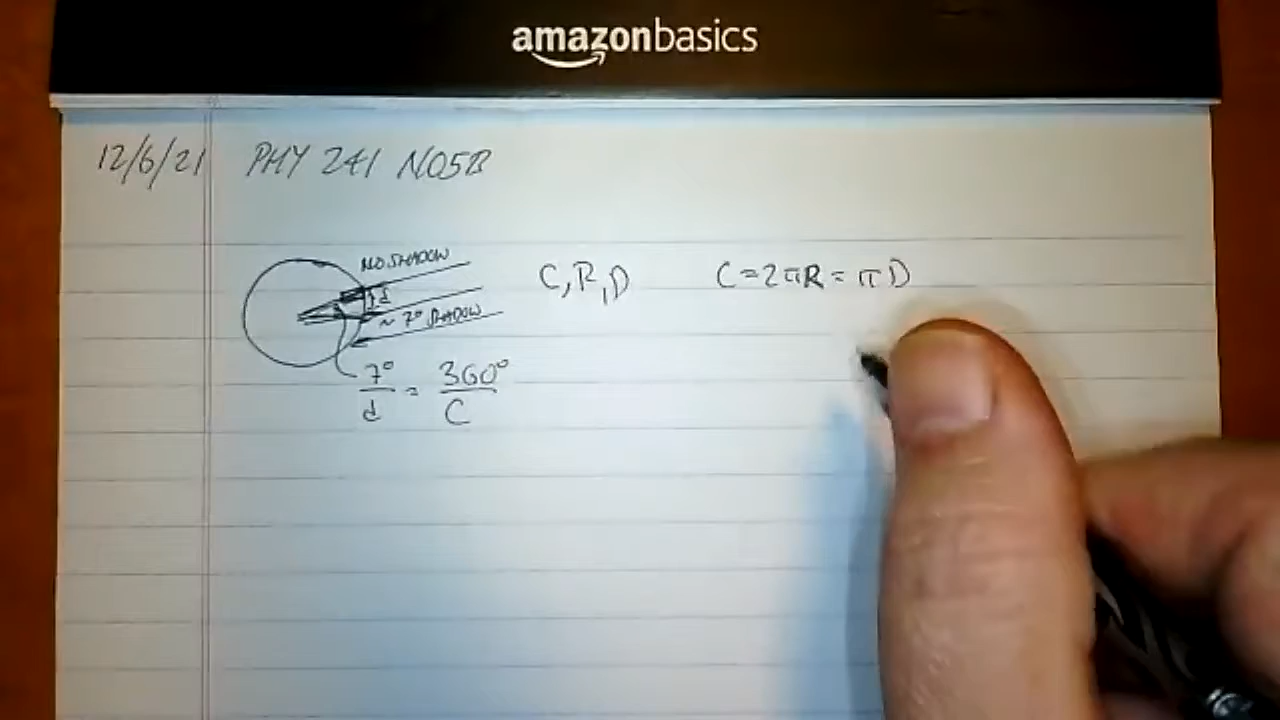 amazonbasics
12/6/21 PHY 241 N05B
NO SHADOW
d
~ 7° SHADOW
C, R, D C = 2πR = πD
7°/d = 360°/C